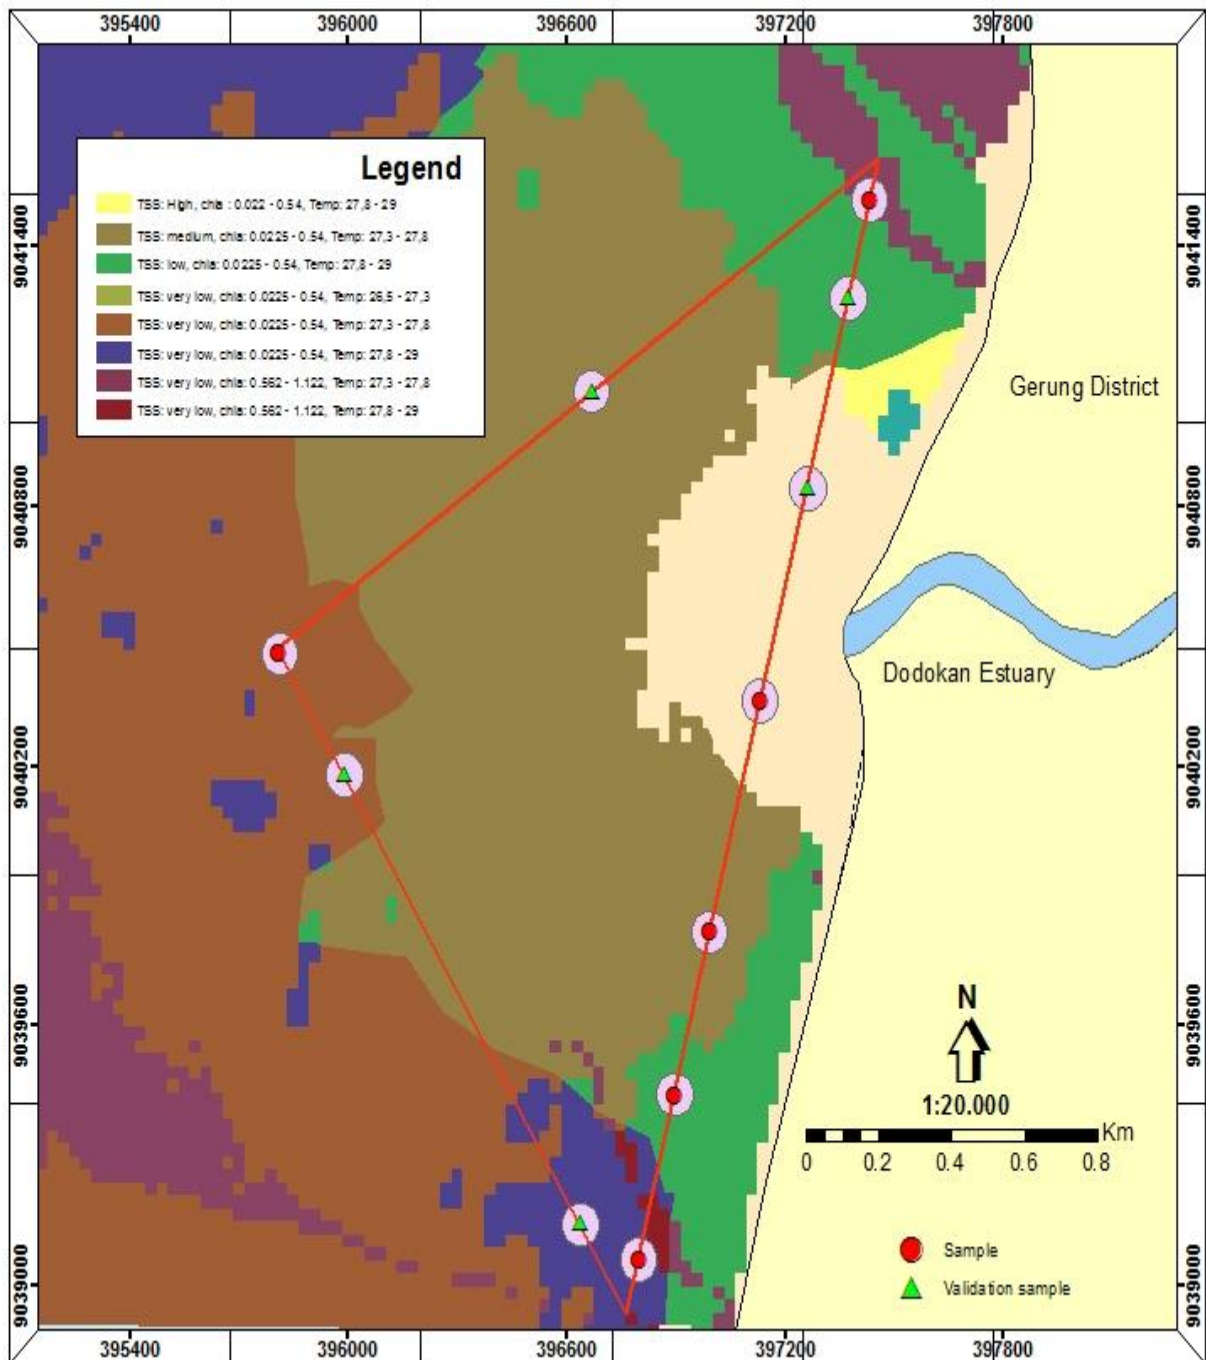 395400 396000 396600 397200 397800
Legend
TSS: High, chla : 0.022 - 0.54, Temp: 27,8 - 29
TSS: medium, chla: 0.0225 - 0.54, Temp: 27,3 - 27,8
TSS: low, chla: 0.0225 - 0.54, Temp: 27,8 - 29
TSS: very low, chla: 0.0225 - 0.54, Temp: 26,5 - 27,3
TSS: very low, chla: 0.0225 - 0.54, Temp: 27,3 - 27,8
TSS: very low, chla: 0.0225 - 0.54, Temp: 27,8 - 29
TSS: very low, chla: 0.562 - 1.122, Temp: 27,3 - 27,8
TSS: very low, chla: 0.562 - 1.122, Temp: 27,8 - 29
9041400 9041400
Gerung District
9040800 9040800
Dodokan Estuary
9040200 9040200
N
9039600 9039600
1:20.000
Km
0 0.2 0.4 0.6 0.8
Sample
Validation sample
9039000 9039000
395400 396000 396600 397200 397800